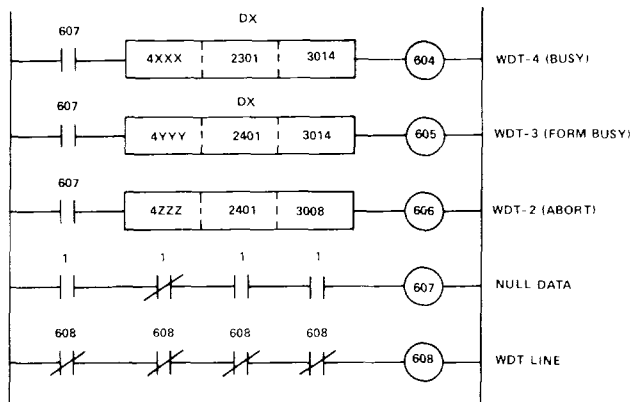 DX
607
4XXX 2301 3014 604 WDT-4 (BUSY)
DX
607
4YYY 2401 3014 605 WDT-3 (FORM BUSY)
607
4ZZZ 2401 3008 606 WDT-2 (ABORT)
1 1 1 1
607 NULL DATA
608 608 608 608
608 WDT LINE